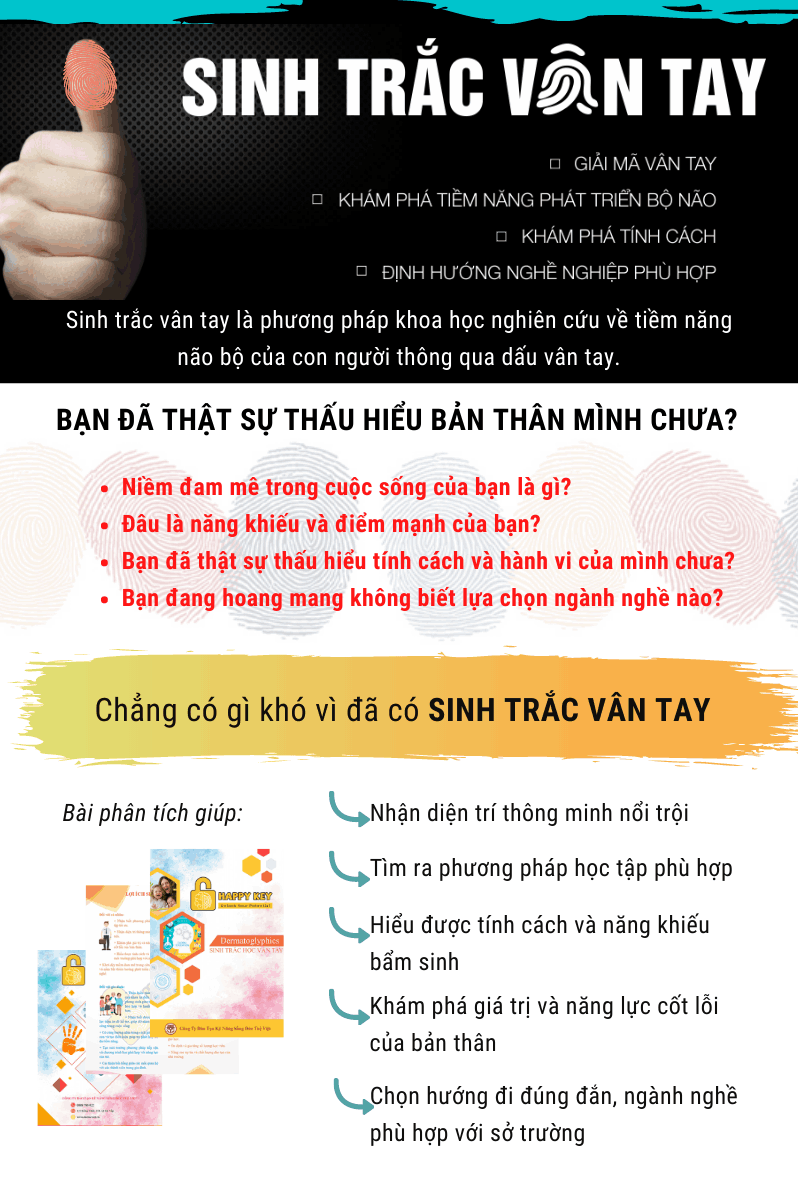 SINH TRẮC VÂN TAY
□ GIẢI MÃ VÂN TAY
□ KHÁM PHÁ TIỀM NĂNG PHÁT TRIỂN BỘ NÃO
□ KHÁM PHÁ TÍNH CÁCH
□ ĐỊNH HƯỚNG NGHỀ NGHIỆP PHÙ HỢP
Sinh trắc vân tay là phương pháp khoa học nghiên cứu về tiềm năng
não bộ của con người thông qua dấu vân tay.
BẠN ĐÃ THẬT SỰ THẤU HIỂU BẢN THÂN MÌNH CHƯA?
• Niềm đam mê trong cuộc sống của bạn là gì?
• Đâu là năng khiếu và điểm mạnh của bạn?
• Bạn đã thật sự thấu hiểu tính cách và hành vi của mình chưa?
• Bạn đang hoang mang không biết lựa chọn ngành nghề nào?
Chẳng có gì khó vì đã có SINH TRẮC VÂN TAY
Bài phân tích giúp:
Nhận diện trí thông minh nổi trội
Tìm ra phương pháp học tập phù hợp
Hiểu được tính cách và năng khiếu
bẩm sinh
Khám phá giá trị và năng lực cốt lõi
của bản thân
Chọn hướng đi đúng đắn, ngành nghề
phù hợp với sở trường
HAPPY KEY
Unlock Your Potential
Dermatoglyphics
SINH TRẮC HỌC VÂN TAY
LỢI ÍCH